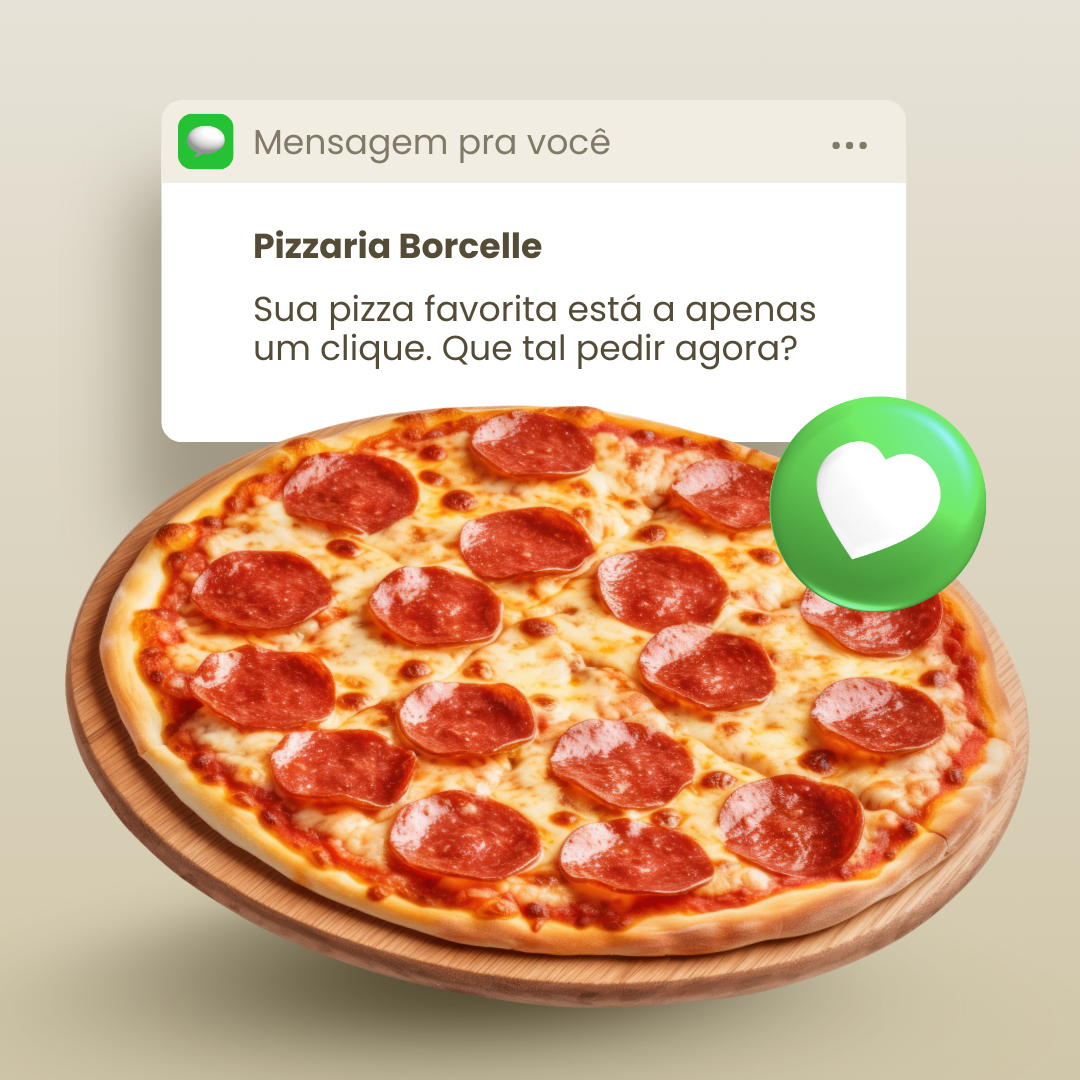 Mensagem pra você
Pizzaria Borcelle
Sua pizza favorita está a apenas
um clique. Que tal pedir agora?